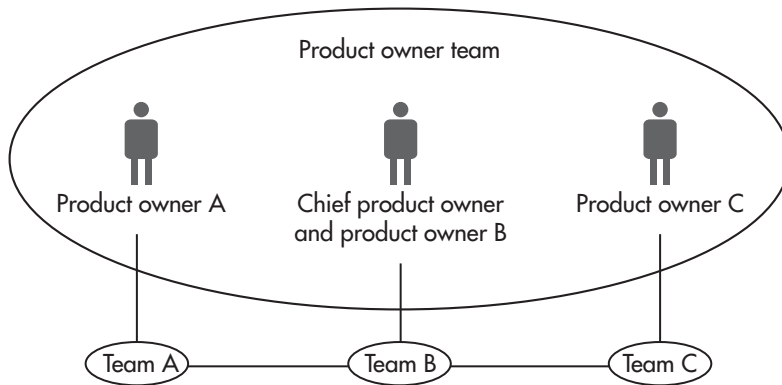 Product owner team
Product owner A
Chief product owner
and product owner B
Product owner C
Team A
Team B
Team C